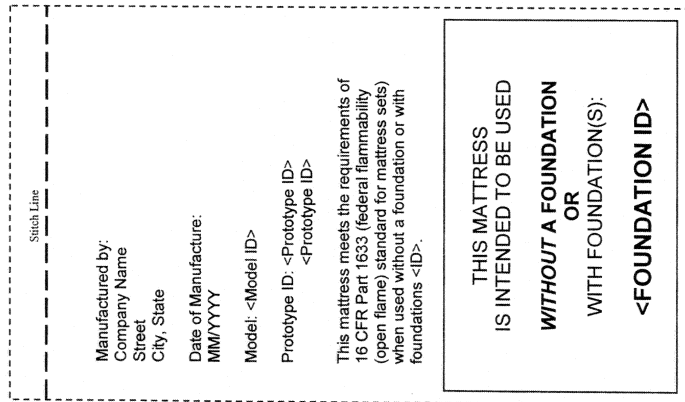 Stitch Line
Manufactured by:
Company Name
Street
City, State
Date of Manufacture:
MM/YYYY
Model: <Model ID>
Prototype ID: <Prototype ID>
<Prototype ID>
This mattress meets the requirements of
16 CFR Part 1633 (federal flammability
(open flame) standard for mattress sets)
when used without a foundation or with
foundations <ID>.
THIS MATTRESS
IS INTENDED TO BE USED
WITHOUT A FOUNDATION
OR
WITH FOUNDATION(S):
<FOUNDATION ID>